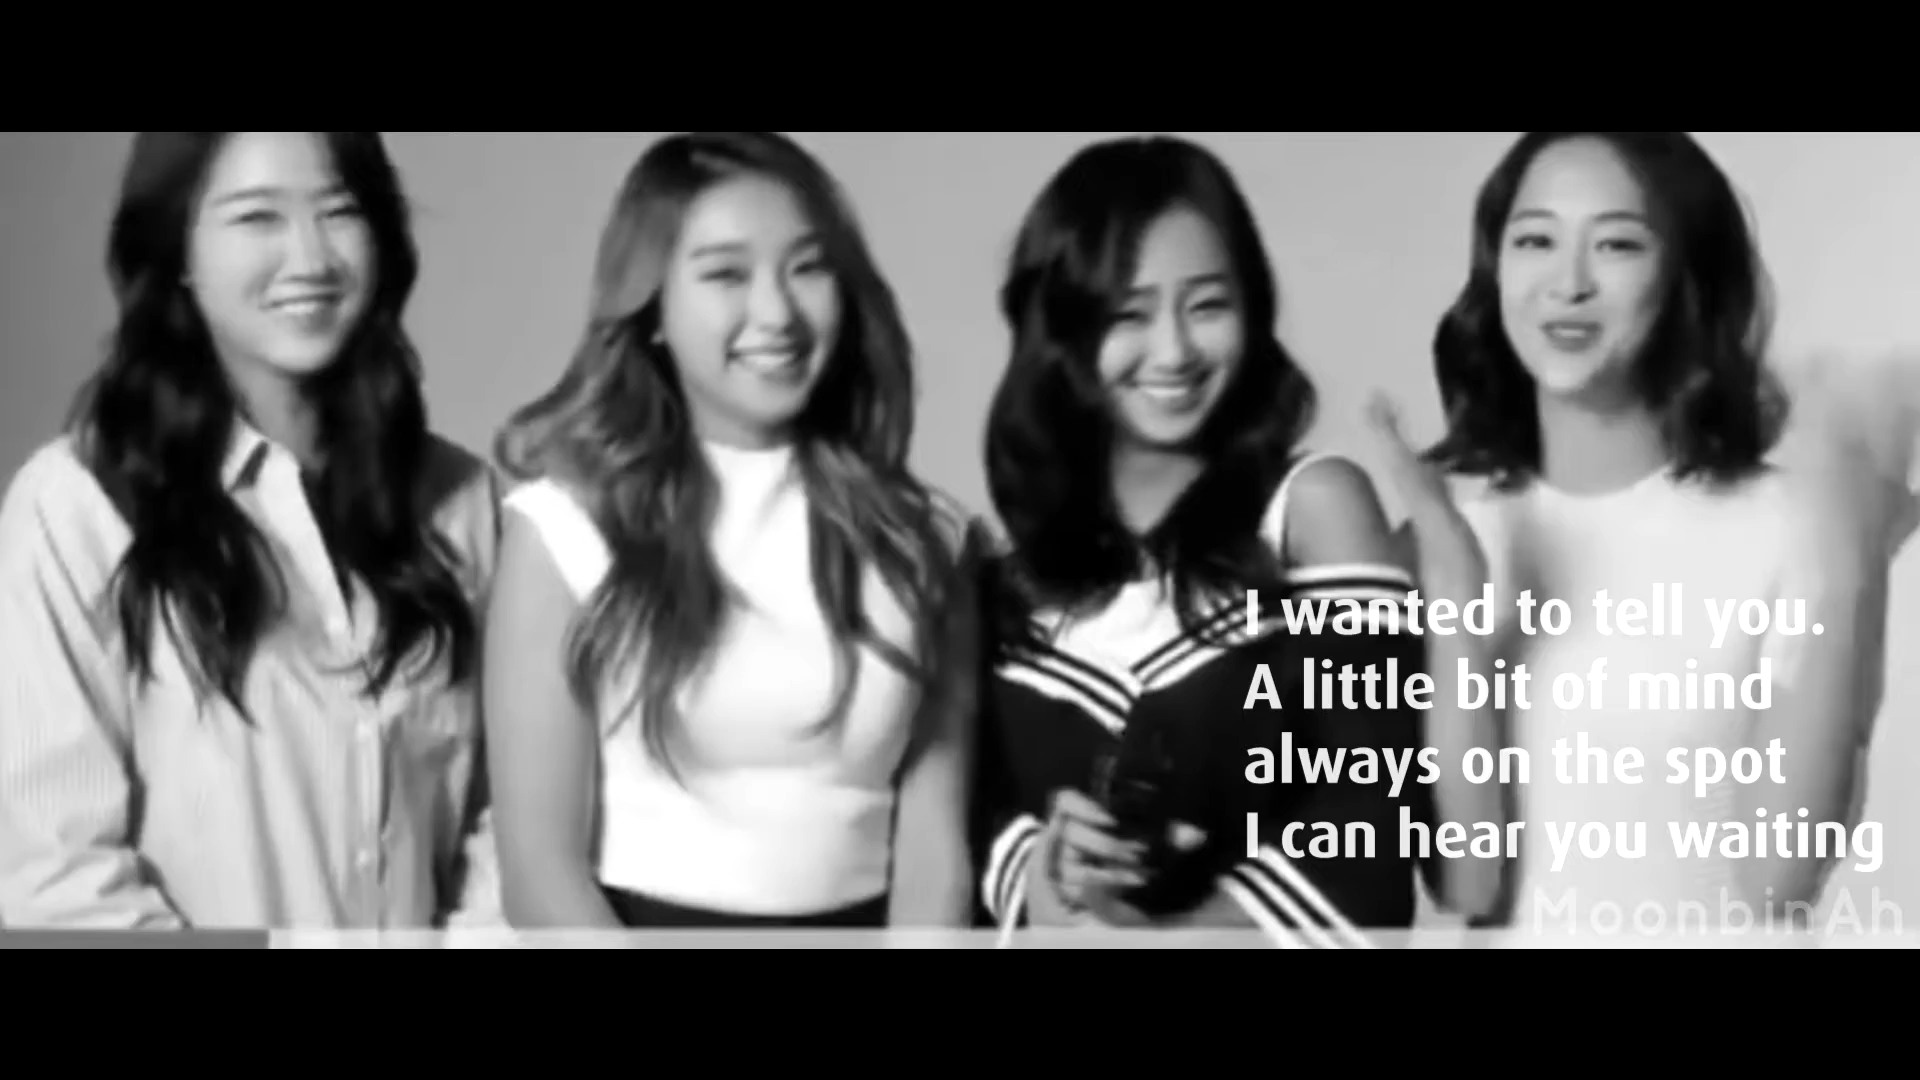 I wanted to tell you.
A little bit of mind
always on the spot
I can hear you waiting
MoonbinAh